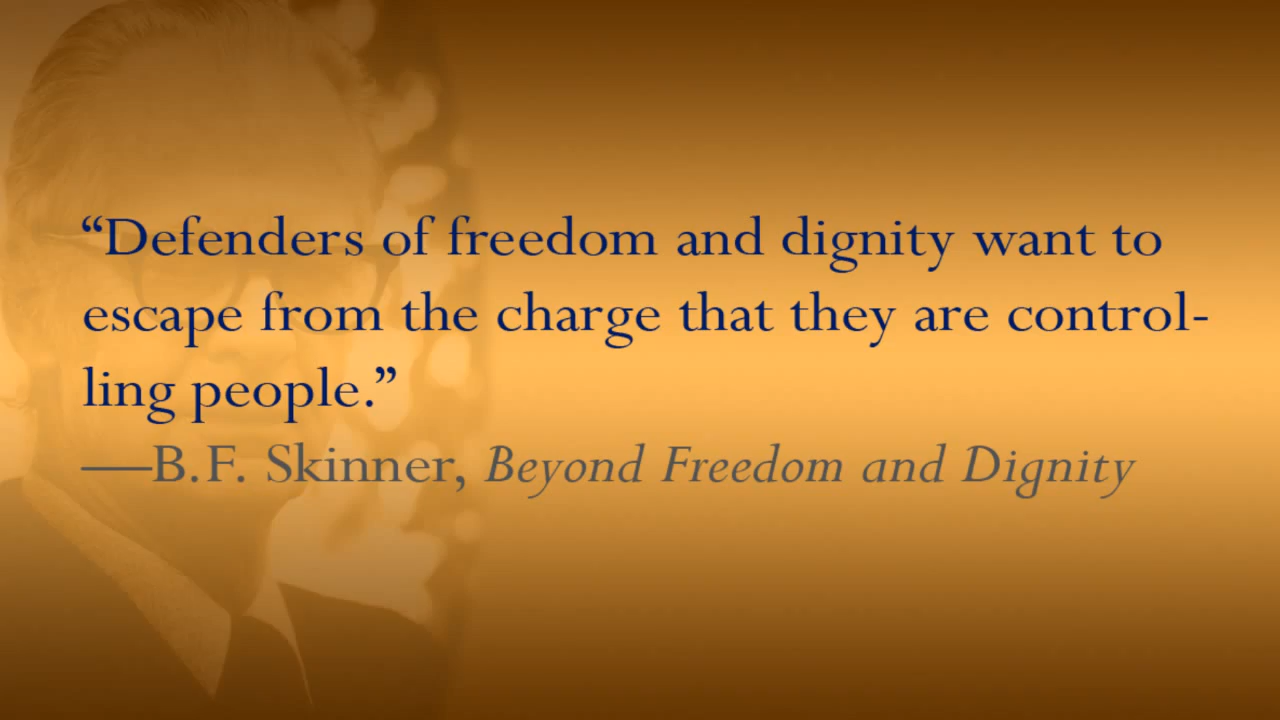 “Defenders of freedom and dignity want to
escape from the charge that they are control-
ling people.”
—B.F. Skinner, Beyond Freedom and Dignity